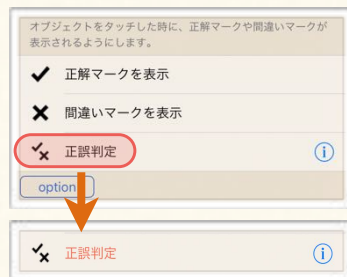 オブジェクトをタッチした時に、正解マークや間違いマークが
表示されるようにします。
正解マークを表示
間違いマークを表示
正誤判定
option
正誤判定